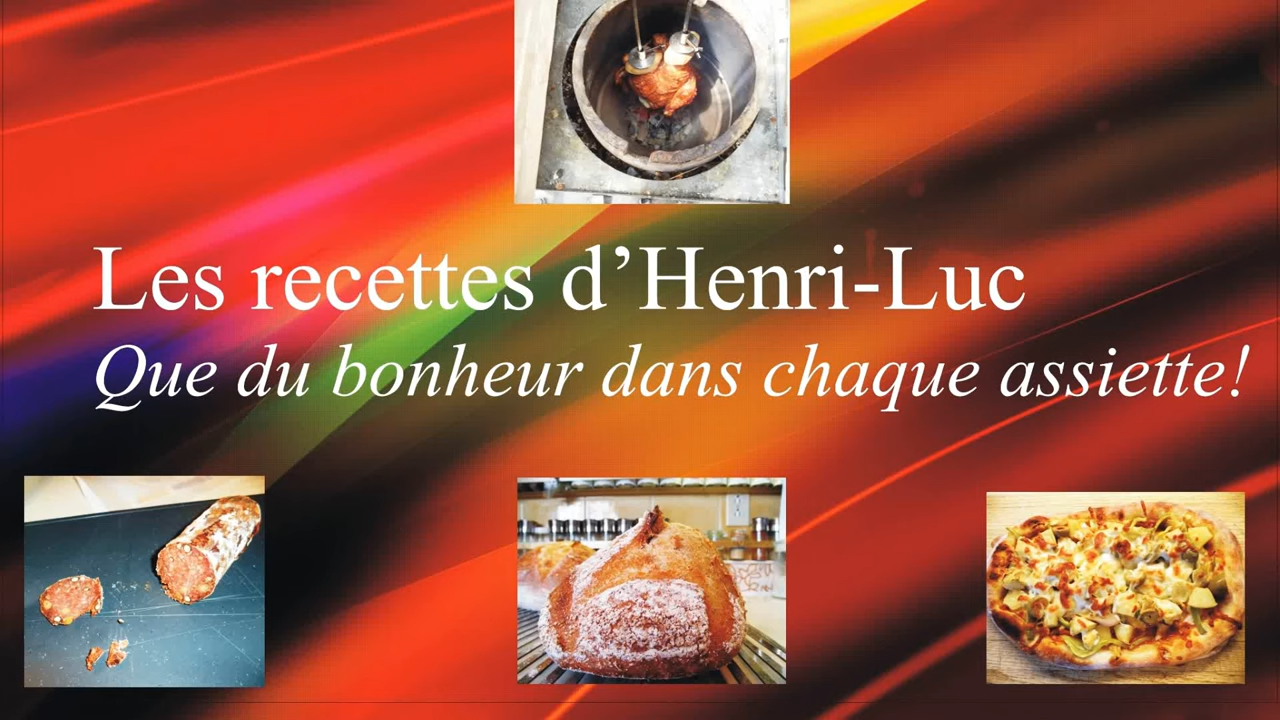 Les recettes d’Henri-Luc
Que du bonheur dans chaque assiette!